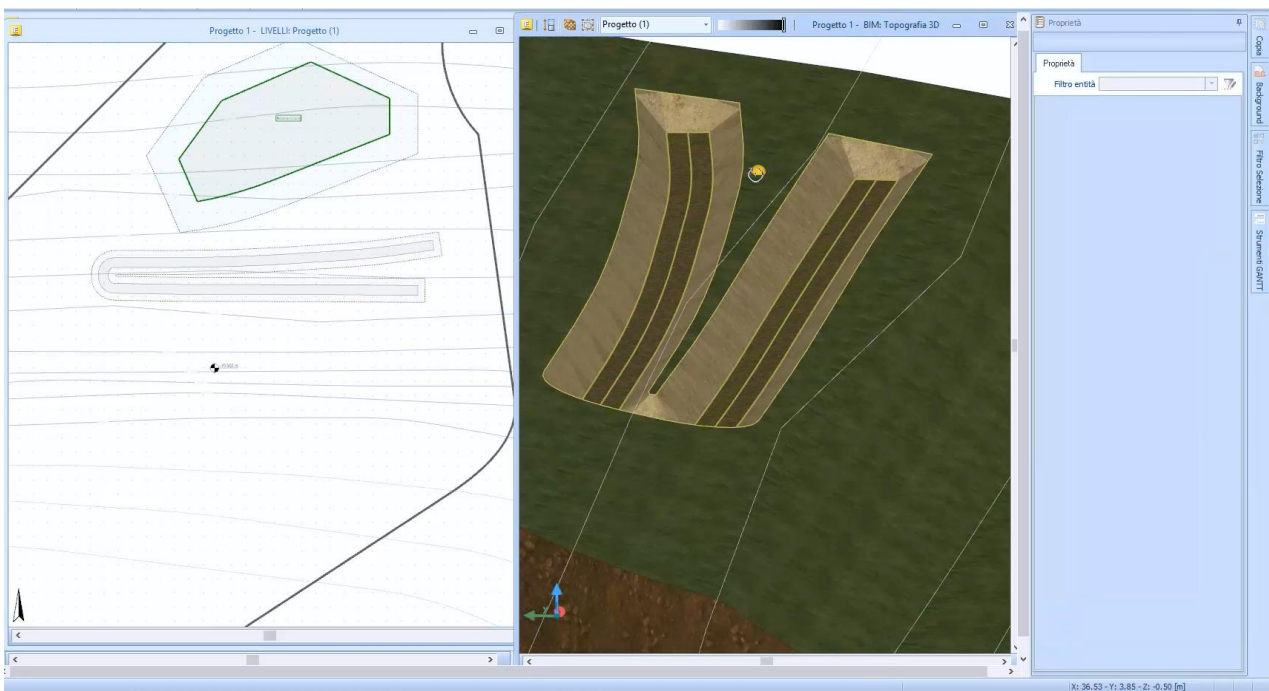 Progetto 1 - LIVELLI: Progetto (1)
Progetto (1)
Progetto 1 - BIM: Topografia 3D
Proprietà
Proprietà
Filtro entità
Copia
Background
Filtro Selezione
Strumenti GANTT
X: 36.53 - Y: 3.85 - Z: -0.50 [m]